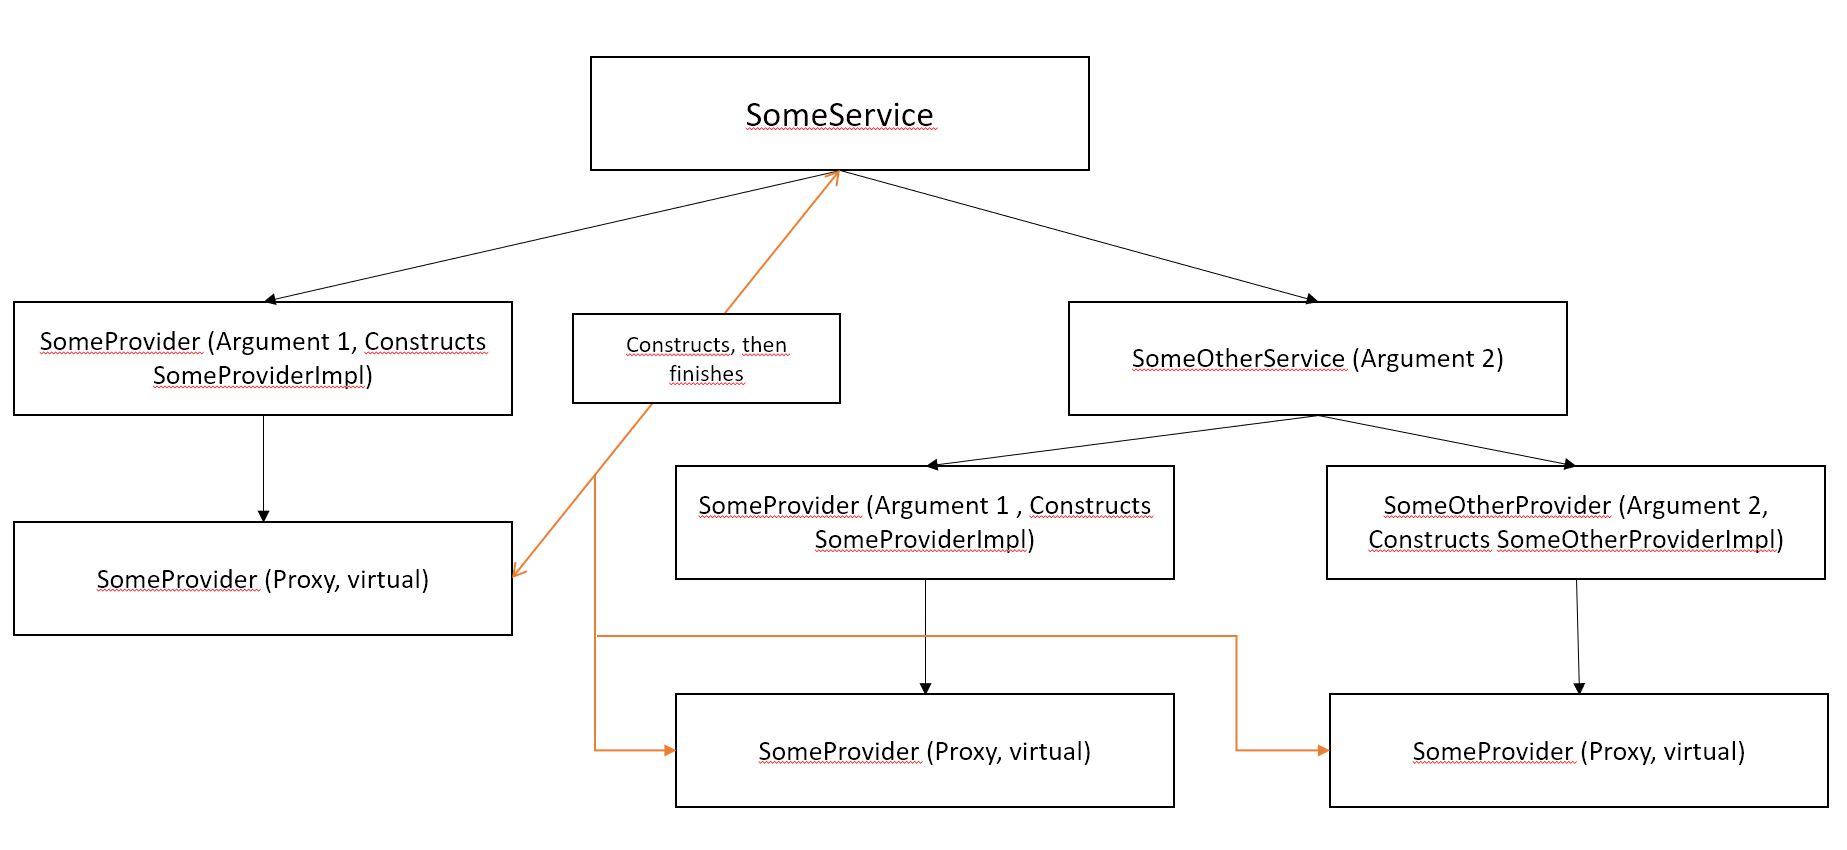 SomeService
SomeProvider (Argument 1, Constructs
SomeProviderImpl)
Constructs, then
finishes
SomeOtherService (Argument 2)
SomeProvider (Argument 1 , Constructs
SomeProviderImpl)
SomeOtherProvider (Argument 2,
Constructs SomeOtherProviderImpl)
SomeProvider (Proxy, virtual)
SomeProvider (Proxy, virtual)
SomeProvider (Proxy, virtual)